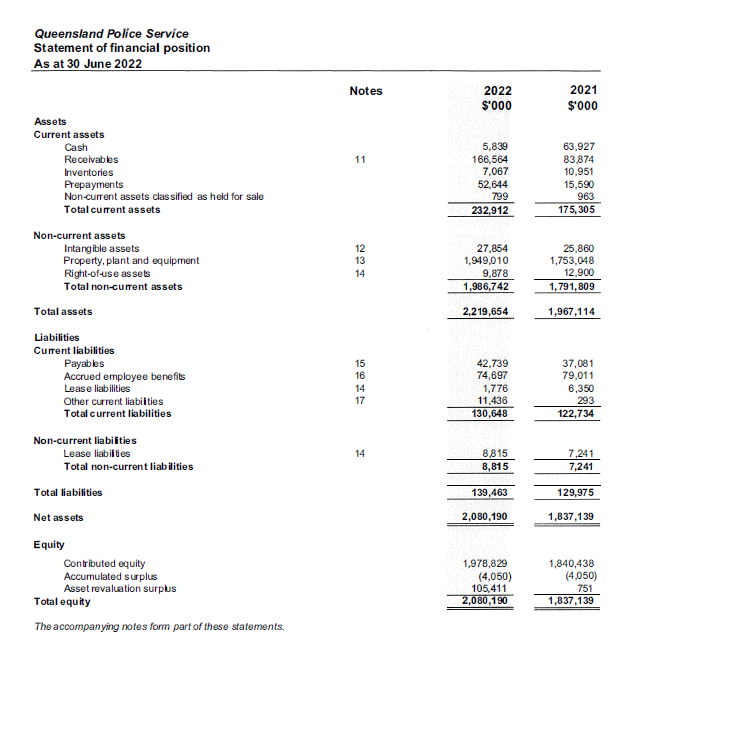 Queensland Police Service
Statement of financial position
As at 30 June 2022
Notes 2022 2021
$'000 $'000
Assets
Current assets
Cash 5,839 63,927
Receivables 11 166,564 83,874
Inventories 7,067 10,951
Prepayments 52,644 15,590
Non-current assets classified as held for sale 799 963
Total current assets 232,912 175,305
Non-current assets
Intangible assets 12 27,854 25,860
Property, plant and equipment 13 1,949,010 1,753,048
Right-of-use assets 14 9,878 12,900
Total non-current assets 1,986,742 1,791,809
Total assets 2,219,654 1,967,114
Liabilities
Current liabilities
Payables 15 42,739 37,081
Accrued employee benefits 16 74,697 79,011
Lease liabilities 14 1,776 6,350
Other current liabilities 17 11,436 293
Total current liabilities 130,648 122,734
Non-current liabilities
Lease liabilities 14 8,815 7,241
Total non-current liabilities 8,815 7,241
Total liabilities 139,463 129,975
Net assets 2,080,190 1,837,139
Equity
Contributed equity 1,978,829 1,840,438
Accumulated surplus (4,050) (4,050)
Asset revaluation surplus 105,411 751
Total equity 2,080,190 1,837,139
The accompanying notes form part of these statements.